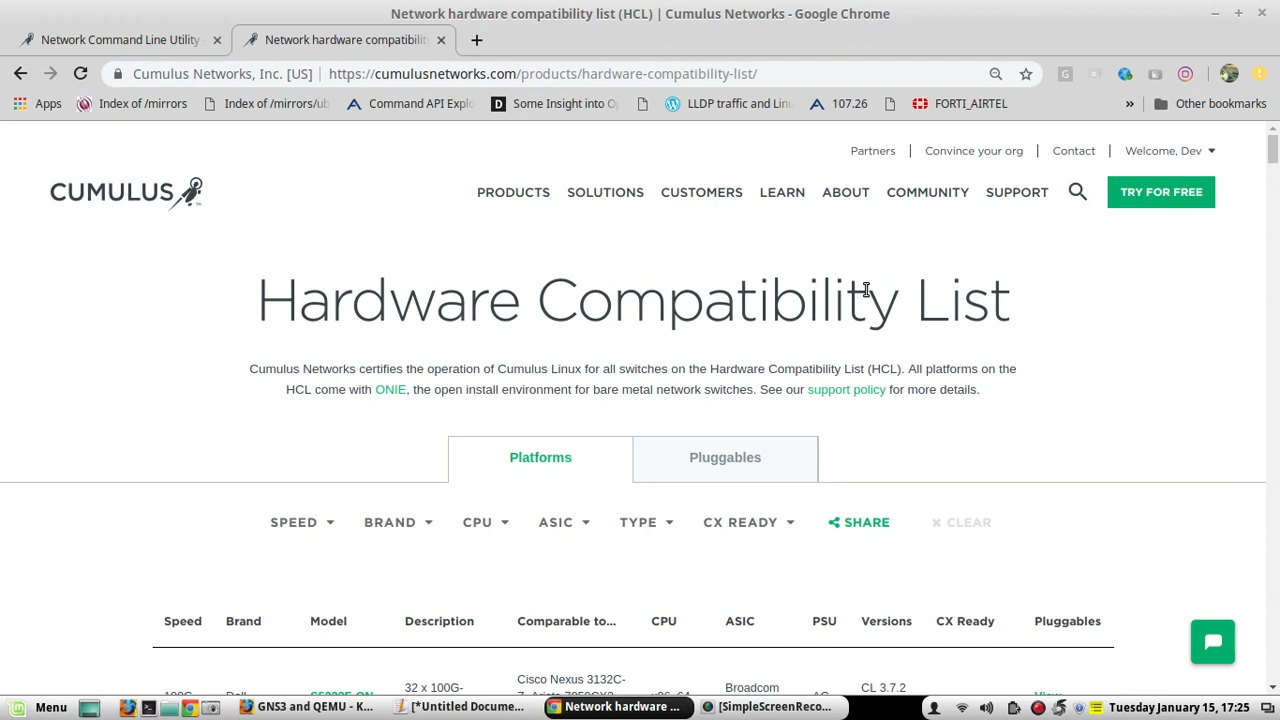 Network hardware compatibility list (HCL) | Cumulus Networks - Google Chrome
Network Command Line Utility
Network hardware compatibility
Cumulus Networks, Inc. [US] | https://cumulusnetworks.com/products/hardware-compatibility-list/
Apps Index of /mirrors Index of /mirrors/ub Command API Explo Some Insight into Op LLDP Traffic and Linu 107.26 FORTI_AIRTEL » Other bookmarks
Partners | Convince your org | Contact | Welcome, Dev
CUMULUS
PRODUCTS SOLUTIONS CUSTOMERS LEARN ABOUT COMMUNITY SUPPORT TRY FOR FREE
Hardware Compatibility List
Cumulus Networks certifies the operation of Cumulus Linux for all switches on the Hardware Compatibility List (HCL). All platforms on the
HCL come with ONIE, the open install environment for bare metal network switches. See our support policy for more details.
Platforms Pluggables
SPEED BRAND CPU ASIC TYPE CX READY SHARE × CLEAR
Speed Brand Model Description Comparable to... CPU ASIC PSU Versions CX Ready Pluggables
32 x 100G- Cisco Nexus 3132C- Broadcom CL 3.7.2
Menu GNS3 and QEMU - K... [*Untitled Docume... Network hardware ... [SimpleScreenReco... Tuesday January 15, 17:25